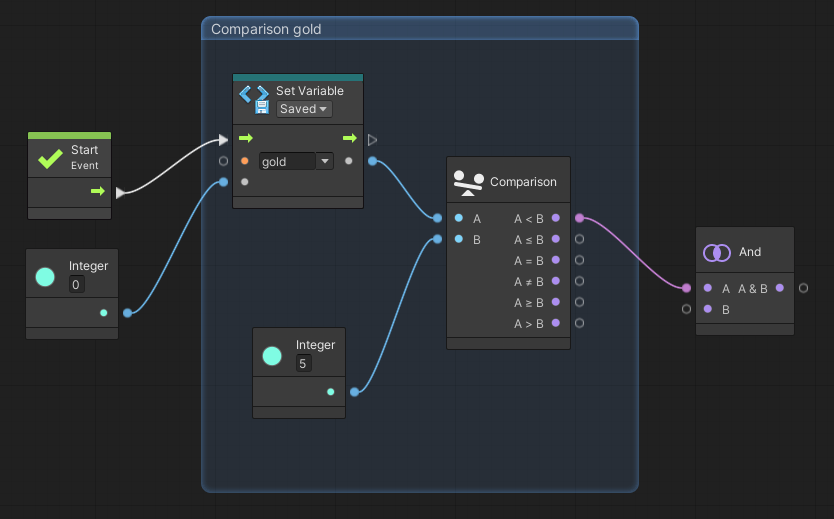 Comparison gold
Set Variable
Saved
gold
Start
Event
Integer
0
Integer
5
Comparison
A A < B
B A ≤ B
A = B
A ≠ B
A ≥ B
A > B
And
A A & B
B